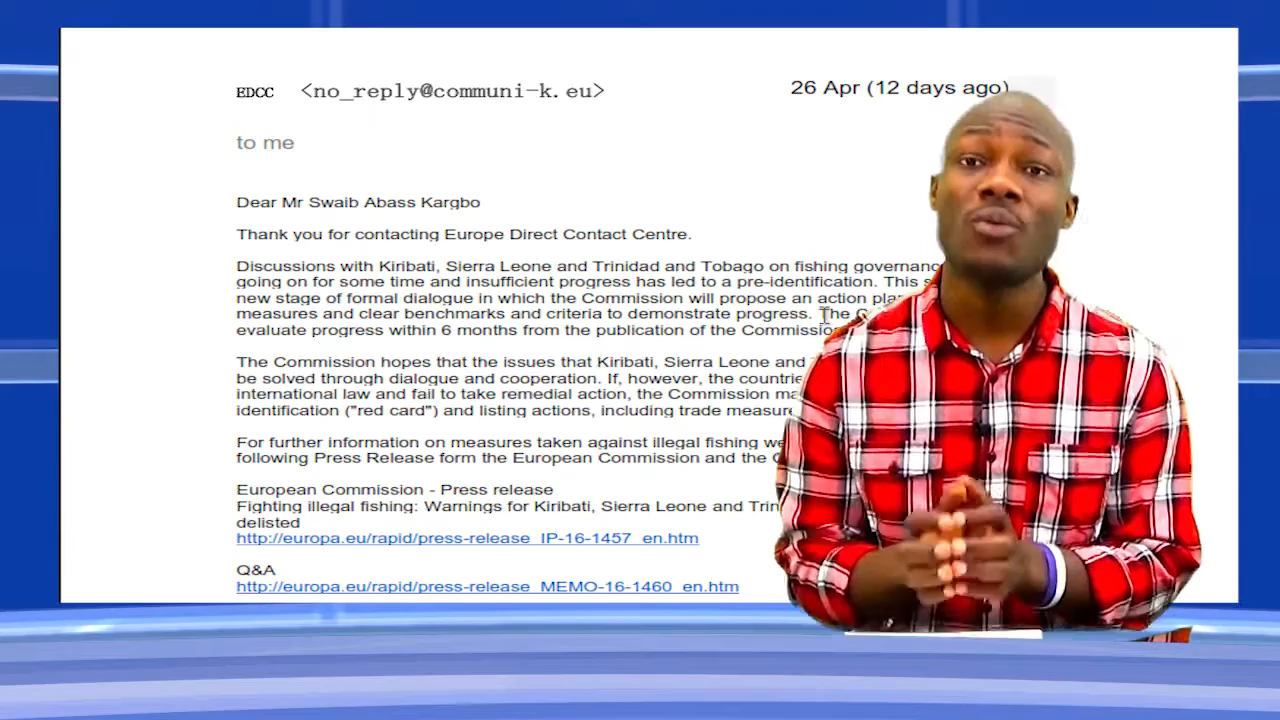 EDCC <no_reply@communi-k.eu> 26 Apr (12 days ago)
to me
Dear Mr Swaib Abass Kargbo
Thank you for contacting Europe Direct Contact Centre.
Discussions with Kiribati, Sierra Leone and Trinidad and Tobago on fishing
going on for some time and insufficient progress has led to a pre-identification. This
new stage of formal dialogue in which the Commission will propose an action
measures and clear benchmarks and criteria to demonstrate progress. The
evaluate progress within 6 months from the publication of the
The Commission hopes that the issues that Kiribati, Sierra Leone and
be solved through dialogue and cooperation. If, however, the
international law and fail to take remedial action, the Commission
identification ("red card") and listing actions, including trade
For further information on measures taken against illegal fishing
following Press Release form the European Commission and the
European Commission - Press release
Fighting illegal fishing: Warnings for Kiribati, Sierra Leone and
delisted
http://europa.eu/rapid/press-release_IP-16-1457_en.htm
Q&A
http://europa.eu/rapid/press-release_MEMO-16-1460_en.htm